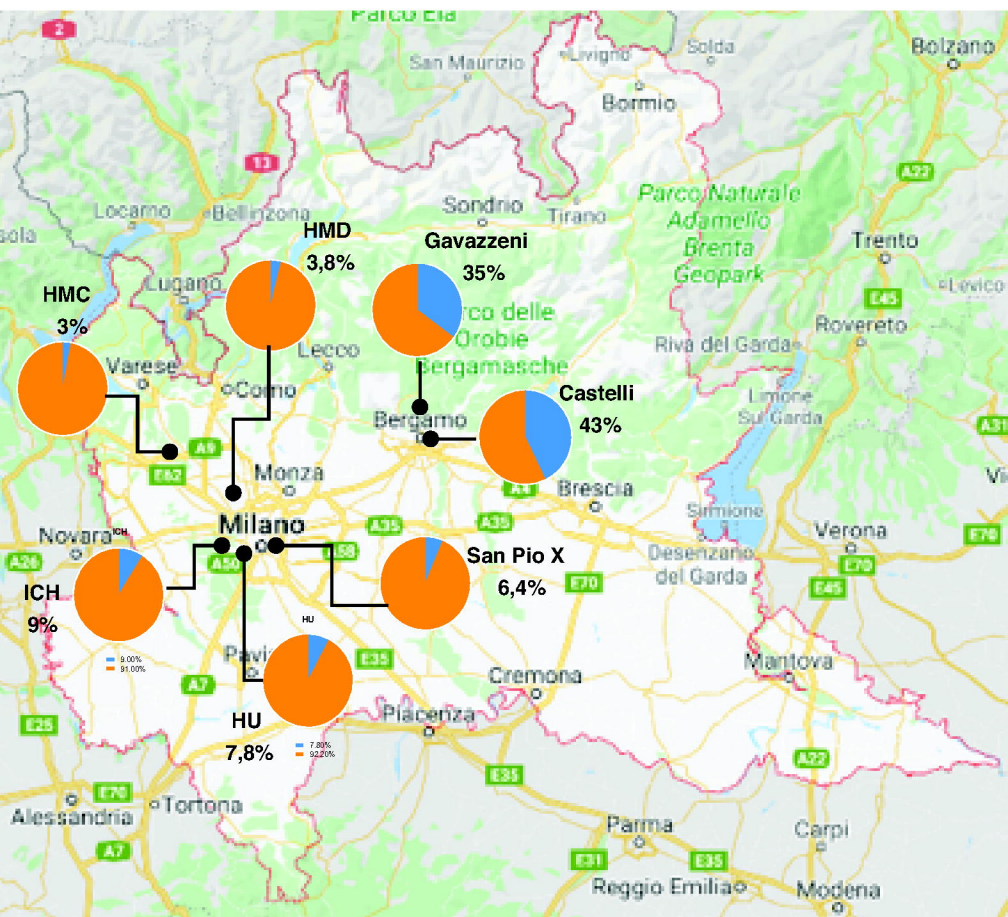 Parco Ela
2
Bolzano
Livigno
Solda
San Maurizio
Bormio
13
A22
Parco Naturale
Adamello
Brenta
Geopark
Locarno
Bellinzona
Sondrio
Tirano
HMD
3,8%
Gavazzeni
35%
Trento
Lugano
Levico
E45
HMC
3%
rco delle
Orobie
Bergamasche
Rovereto
Riva del Garda
Varese
Lecco
Como
Limone
Sul Garda
Castelli
43%
Bergamo
A31
A9
E62
Monza
A4
Brescia
Sirmione
Milano
A35
A35
Verona
E70
Novara
ICH
A26
A50
A58
San Pio X
6,4%
Desenzano
del Garda
E70
E70
E45
ICH
9%
HU
9.00%
91.00%
Pavia
E35
Mantova
A7
Cremona
HU
7,8%
7.80%
92.20%
Piacenza
E25
A22
E35
E70
Tortona
Alessandria
A7
Parma
Carpi
E31
E35
Reggio Emilia
Modena